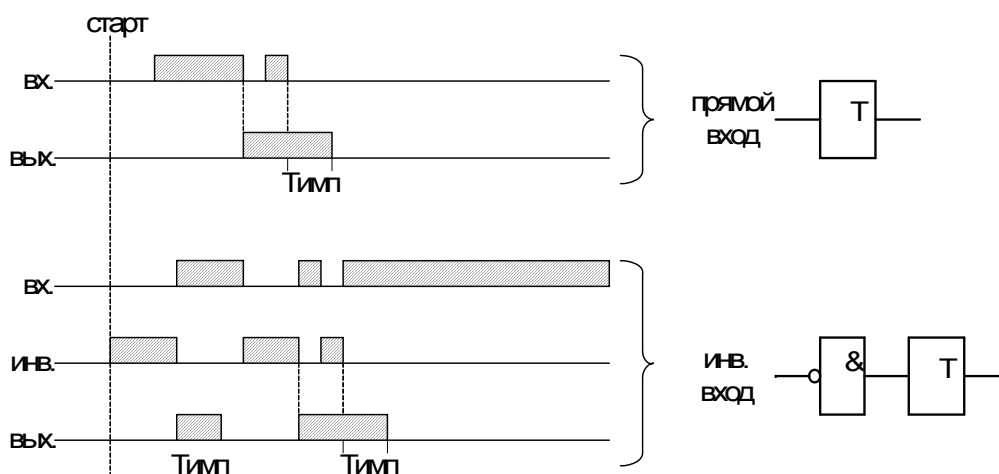 старт
вх.
вых.
Тимп
прямой
вход
Т
вх.
инв.
вых.
Тимп
Тимп
инв.
вход
&
Т